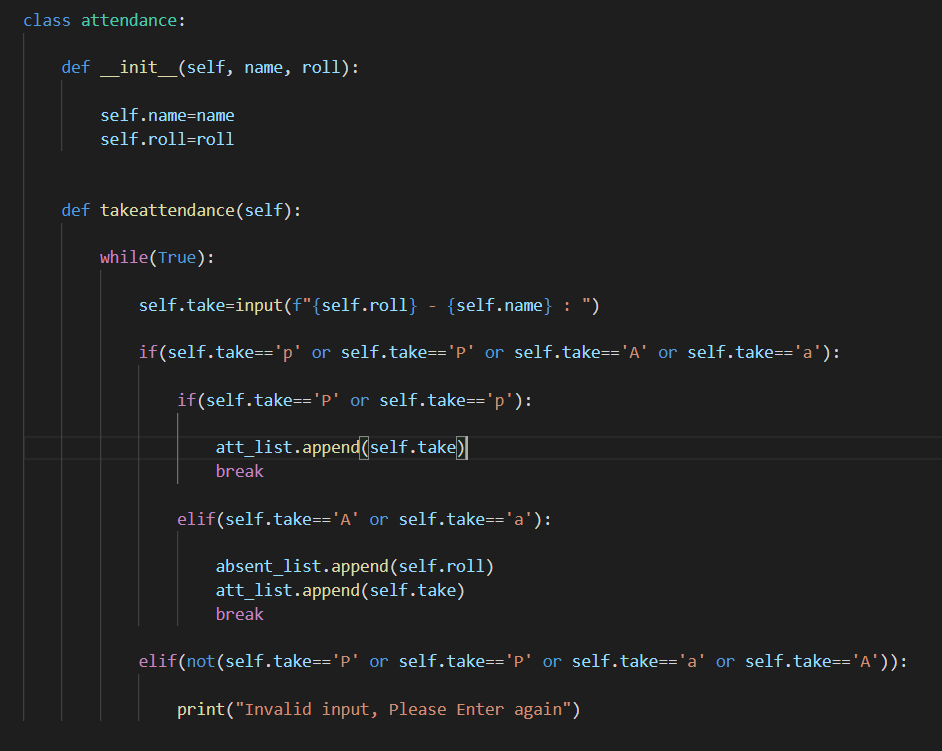 class attendance:
def __init__(self, name, roll):
self.name=name
self.roll=roll
def takeattendance(self):
while(True):
self.take=input(f"{self.roll} - {self.name} : ")
if(self.take=='p' or self.take=='P' or self.take=='A' or self.take=='a'):
if(self.take=='P' or self.take=='p'):
att_list.append(self.take)
break
elif(self.take=='A' or self.take=='a'):
absent_list.append(self.roll)
att_list.append(self.take)
break
elif(not(self.take=='P' or self.take=='P' or self.take=='a' or self.take=='A')):
print("Invalid input, Please Enter again")